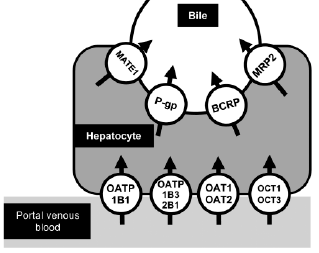 Bile
MATE1
MRP2
P-gp
BCRP
Hepatocyte
OATP
1B1
OATP
1B3
2B1
OAT1
OAT2
OCT1
OCT3
Portal venous
blood